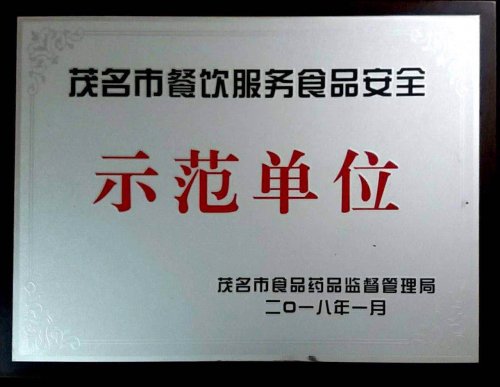 茂名市餐饮服务食品安全
示范单位
茂名市食品药品监督管理局
二〇一八年一月